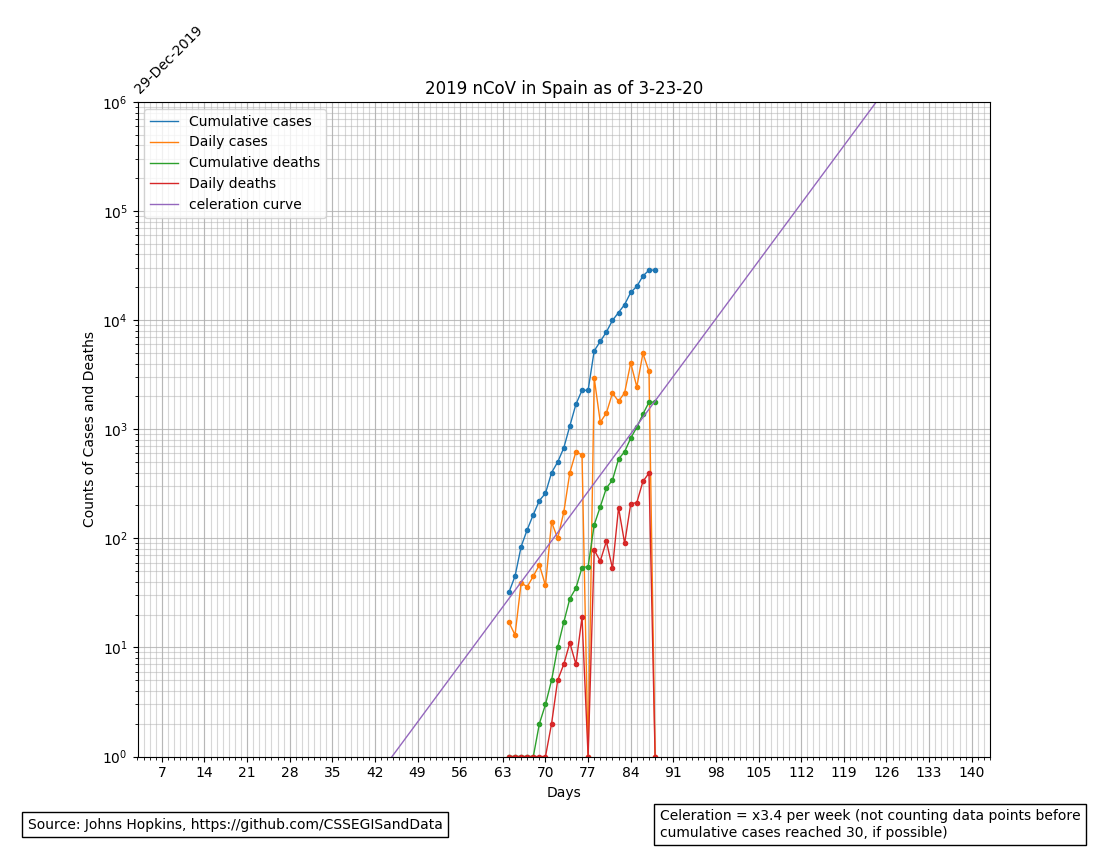 29-Dec-2019
2019 nCoV in Spain as of 3-23-20
Cumulative cases
Daily cases
Cumulative deaths
Daily deaths
celeration curve
10^6
10^5
10^4
10^3
10^2
10^1
10^0
Counts of Cases and Deaths
7 14 21 28 35 42 49 56 63 70 77 84 91 98 105 112 119 126 133 140
Days
Source: Johns Hopkins, https://github.com/CSSEGISandData
Celeration = x3.4 per week (not counting data points before
cumulative cases reached 30, if possible)